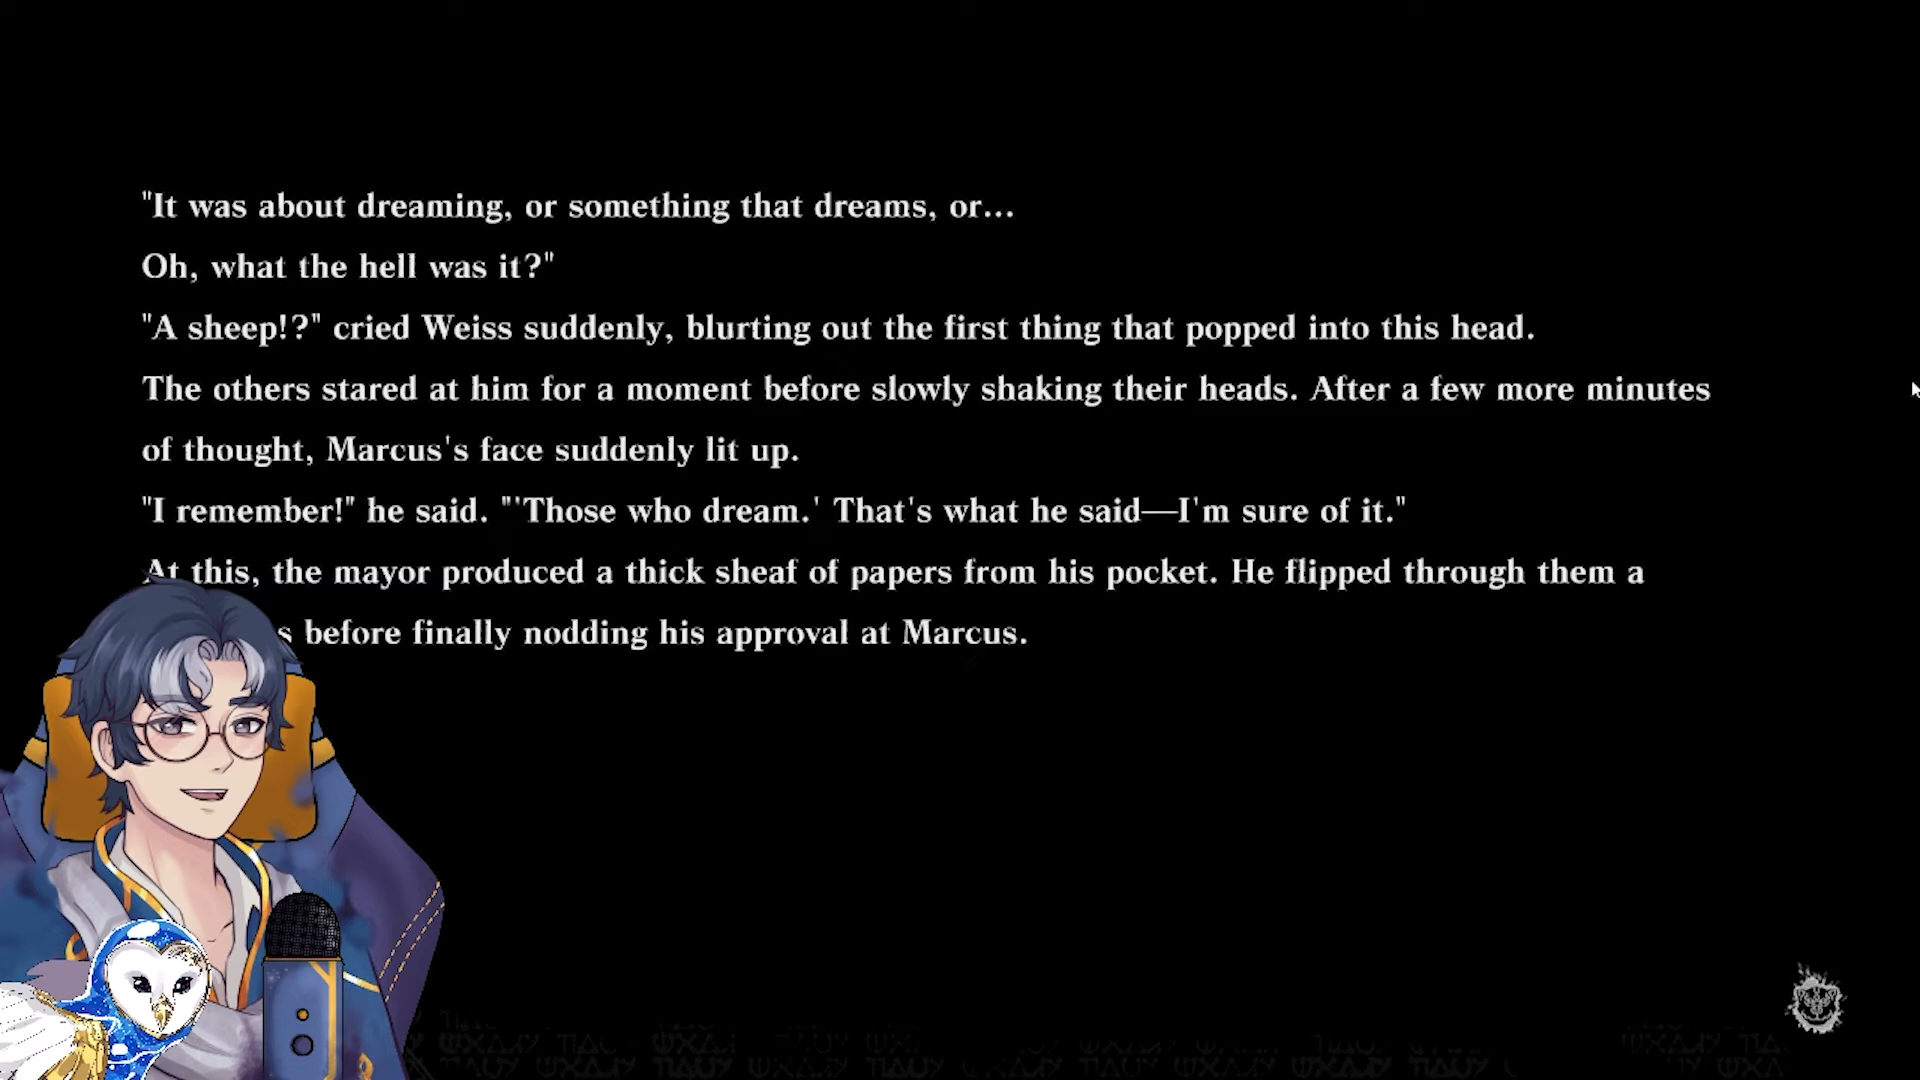 "It was about dreaming, or something that dreams, or...
Oh, what the hell was it?"
"A sheep!?" cried Weiss suddenly, blurting out the first thing that popped into this head.
The others stared at him for a moment before slowly shaking their heads. After a few more minutes
of thought, Marcus's face suddenly lit up.
"I remember!" he said. "'Those who dream.' That's what he said—I'm sure of it."
At this, the mayor produced a thick sheaf of papers from his pocket. He flipped through them a
before finally nodding his approval at Marcus.